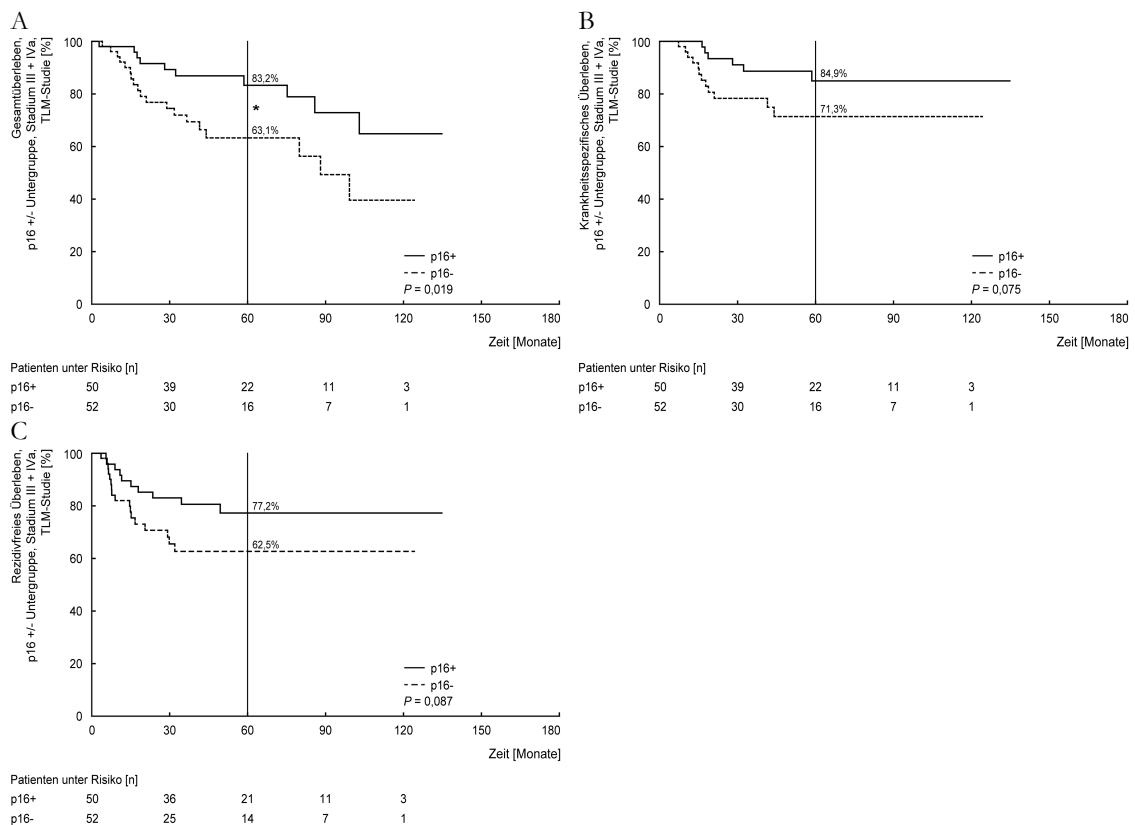 A
Gesamtüberleben,
p16 +/- Untergruppe, Stadium III + IVa,
TLM-Studie [%]
100
80
60
40
20
0
83,2%
*
63,1%
p16+
p16-
P = 0,019
0 30 60 90 120 150 180
Zeit [Monate]
Patienten unter Risiko [n]
p16+ 50 39 22 11 3
p16- 52 30 16 7 1
B
Krankheitsspezifisches Überleben,
p16 +/- Untergruppe, Stadium III + IVa,
TLM-Studie [%]
100
80
60
40
20
0
84,9%
71,3%
p16+
p16-
P = 0,075
0 30 60 90 120 150 180
Zeit [Monate]
Patienten unter Risiko [n]
p16+ 50 39 22 11 3
p16- 52 30 16 7 1
C
Rezidivfreies Überleben,
p16 +/- Untergruppe, Stadium III + IVa,
TLM-Studie [%]
100
80
60
40
20
0
77,2%
62,5%
p16+
p16-
P = 0,087
0 30 60 90 120 150 180
Zeit [Monate]
Patienten unter Risiko [n]
p16+ 50 36 21 11 3
p16- 52 25 14 7 1